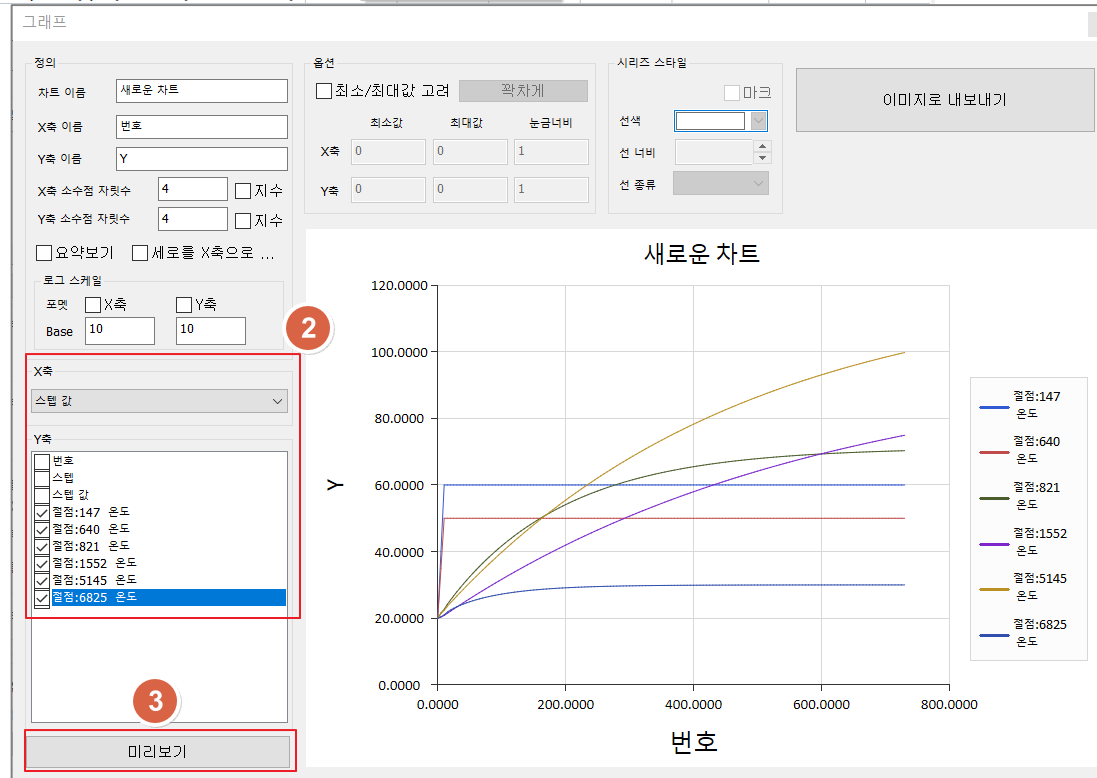 그래프
정의
차트 이름
새로운 차트
X축 이름
번호
Y축 이름
Y
X축 소수점 자릿수
4
지수
Y축 소수점 자릿수
4
지수
요약보기
세로를 X축으로 ...
로그 스케일
포멧
X축
Y축
Base
10
10
2
X축
스텝 값
Y축
번호
스텝
스텝 값
절점:147 온도
절점:640 온도
절점:821 온도
절점:1552 온도
절점:5145 온도
절점:6825 온도
3
미리보기
옵션
최소/최대값 고려
꽉차게
최소값
최대값
눈금너비
X축
0
0
1
Y축
0
0
1
시리즈 스타일
마크
선색
선 너비
선 종류
이미지로 내보내기
새로운 차트
120.0000
100.0000
80.0000
60.0000
40.0000
20.0000
0.0000
Y
0.0000
200.0000
400.0000
600.0000
800.0000
번호
절점:147
온도
절점:640
온도
절점:821
온도
절점:1552
온도
절점:5145
온도
절점:6825
온도